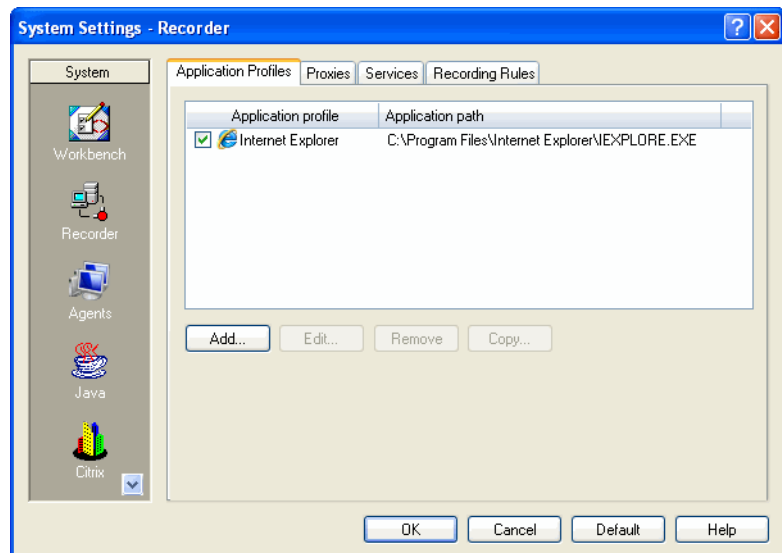 System Settings - Recorder
System
Workbench
Recorder
Agents
Java
Citrix
Application Profiles Proxies Services Recording Rules
Application profile Application path
Internet Explorer C:\Program Files\Internet Explorer\IEXPLORE.EXE
Add... Edit... Remove Copy...
OK Cancel Default Help